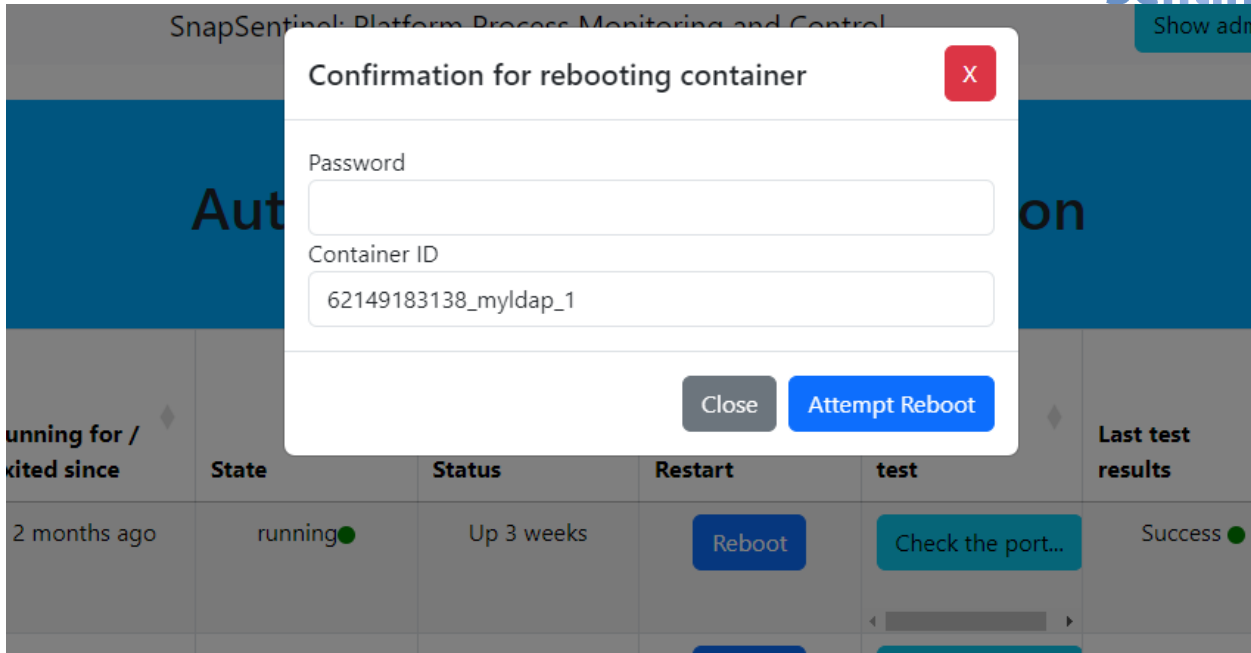 SnapSentinel: Platform Process Monitoring and Control
Show adm
Confirmation for rebooting container
X
Password
Aut
on
Container ID
62149183138_myldap_1
Close
Attempt Reboot
unning for /
xited since
State
Status
Restart
test
Last test
results
2 months ago
running
Up 3 weeks
Reboot
Check the port...
Success